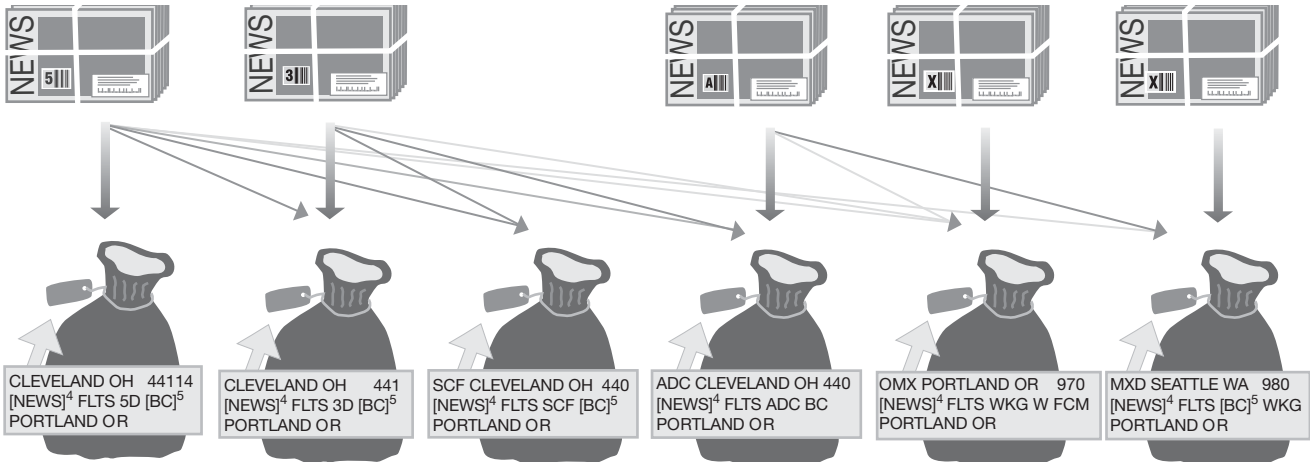 NEWS
5
NEWS
3
NEWS
A
NEWS
X
NEWS
X
CLEVELAND OH 44114
[NEWS]4 FLTS 5D [BC]5
PORTLAND OR
CLEVELAND OH 441
[NEWS]4 FLTS 3D [BC]5
PORTLAND OR
SCF CLEVELAND OH 440
[NEWS]4 FLTS SCF [BC]5
PORTLAND OR
ADC CLEVELAND OH 440
[NEWS]4 FLTS ADC BC
PORTLAND OR
OMX PORTLAND OR 970
[NEWS]4 FLTS WKG W FCM
PORTLAND OR
MXD SEATTLE WA 980
[NEWS]4 FLTS [BC]5 WKG
PORTLAND OR